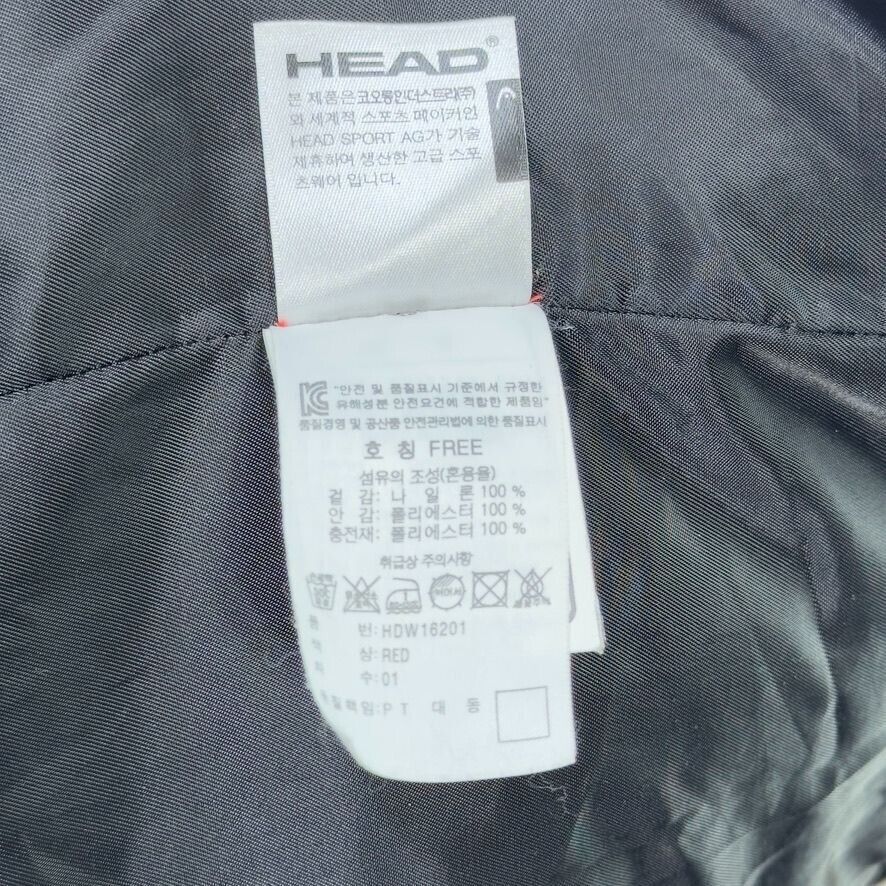 HEAD®
본 제품은 코오롱인더스트리(주)
와 세계적 스포츠 메이커인
HEAD SPORT AG가 기술
제휴하여 생산한 고급 스포
츠웨어 입니다.
"안전 및 품질표시 기준에서 규정한
유해성분 안전요건에 적합한 제품임"
품질경영 및 공산품 안전관리법에 의한 품질표시
호 칭 FREE
섬유의 조성(혼용율)
겉 감: 나 일 론 100 %
안 감: 폴리에스터 100 %
충전재: 폴리에스터 100 %
취급상 주의사항
품 번: HDW16201
색 상: RED
수: 01
품질책임: P T 대 동